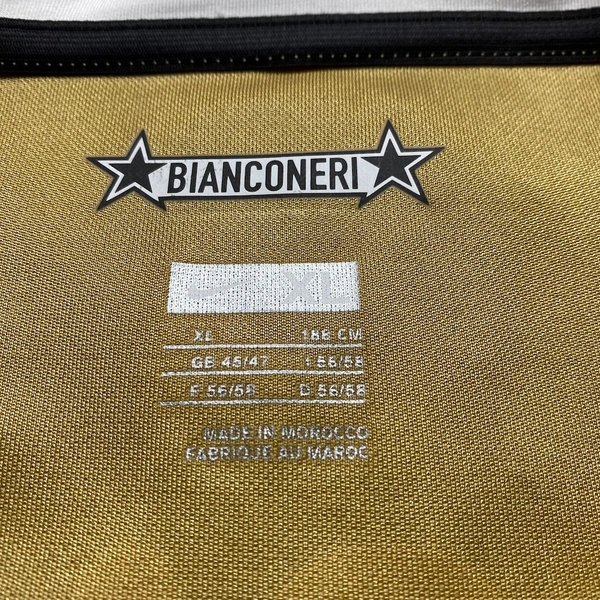 BIANCONERI
XL
XL 188 CM
GB 45/47 I 56/58
F 56/58 D 56/58
MADE IN MOROCCO
FABRIQUE AU MAROC